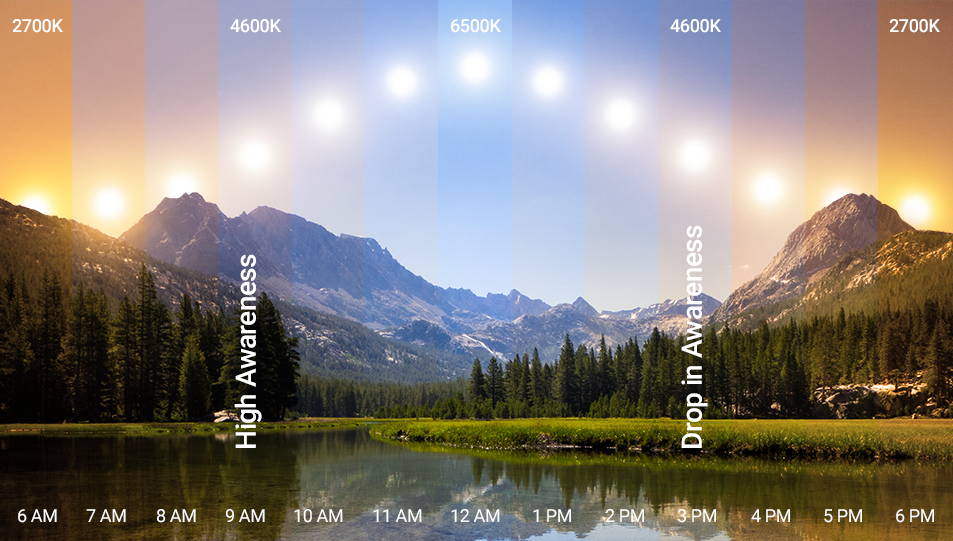 2700K
4600K
6500K
4600K
2700K
High Awareness
Drop in Awareness
6 AM
7 AM
8 AM
9 AM
10 AM
11 AM
12 AM
1 PM
2 PM
3 PM
4 PM
5 PM
6 PM